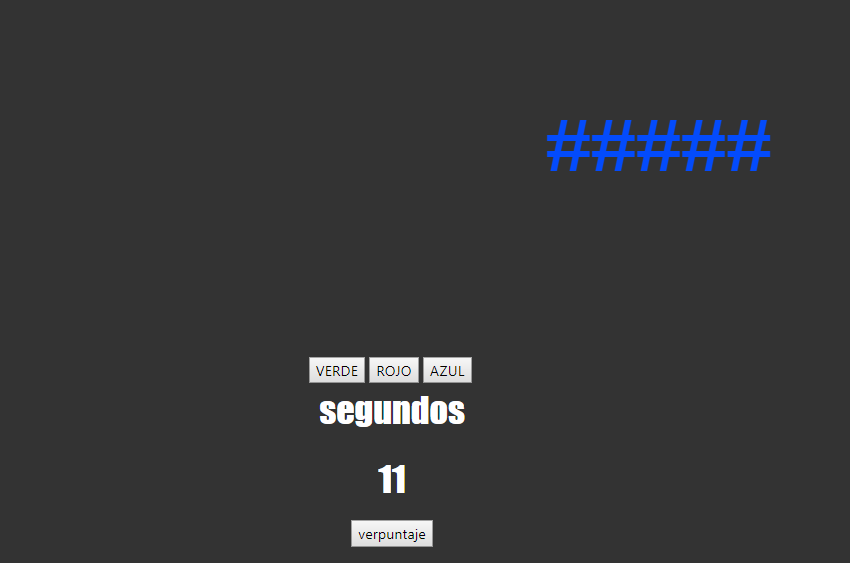 #####
VERDE ROJO AZUL
segundos
11
verpuntaje